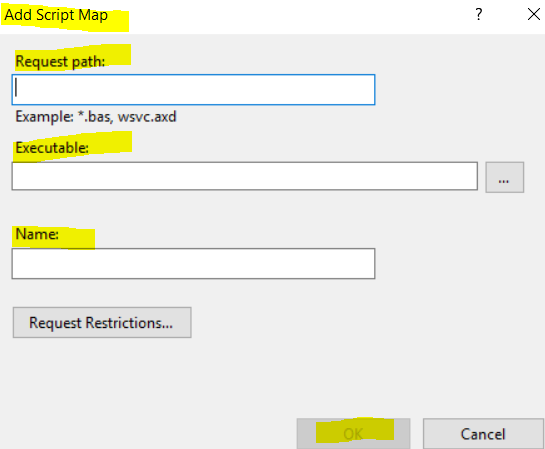 Add Script Map
?
Request path:
Example: *.bas, wsvc.axd
Executable:
...
Name:
Request Restrictions...
OK
Cancel